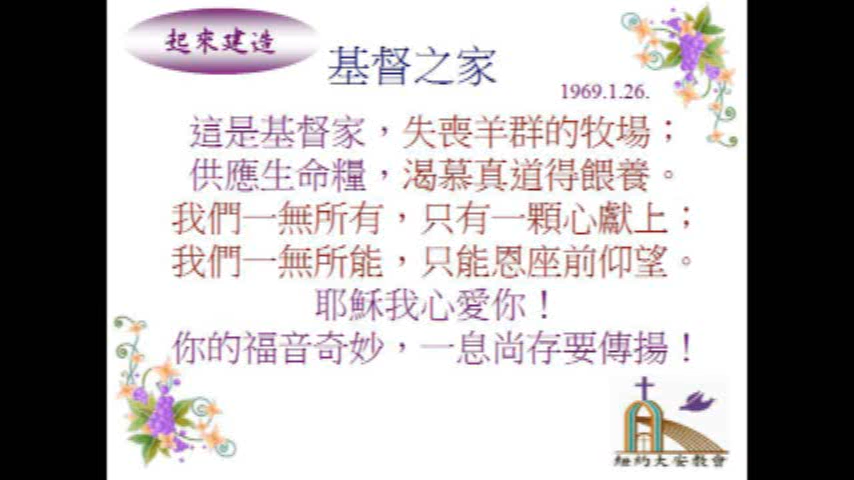 起來建造
基督之家
1969.1.26.
這是基督家，失喪羊群的牧場；
供應生命糧，渴慕真道得餵養。
我們一無所有，只有一顆心獻上；
我們一無所能，只能恩座前仰望。
耶穌我心愛你！
你的福音奇妙，一息尚存要傳揚！
紐約大安教會